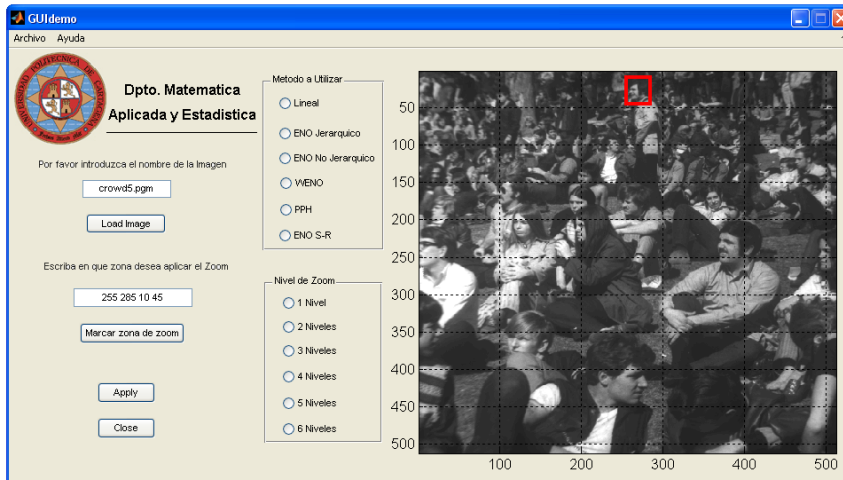 GUIdemo
Archivo Ayuda
Dpto. Matematica
Aplicada y Estadistica
Por favor introduzca el nombre de la Imagen
crowd5.pgm
Load Image
Escriba en que zona desea aplicar el Zoom
255 285 10 45
Marcar zona de zoom
Apply
Close
Metodo a Utilizar
Lineal
ENO Jerarquico
ENO No Jerarquico
WENO
PPH
ENO S-R
Nivel de Zoom
1 Nivel
2 Niveles
3 Niveles
4 Niveles
5 Niveles
6 Niveles
50
100
150
200
250
300
350
400
450
500
100 200 300 400 500